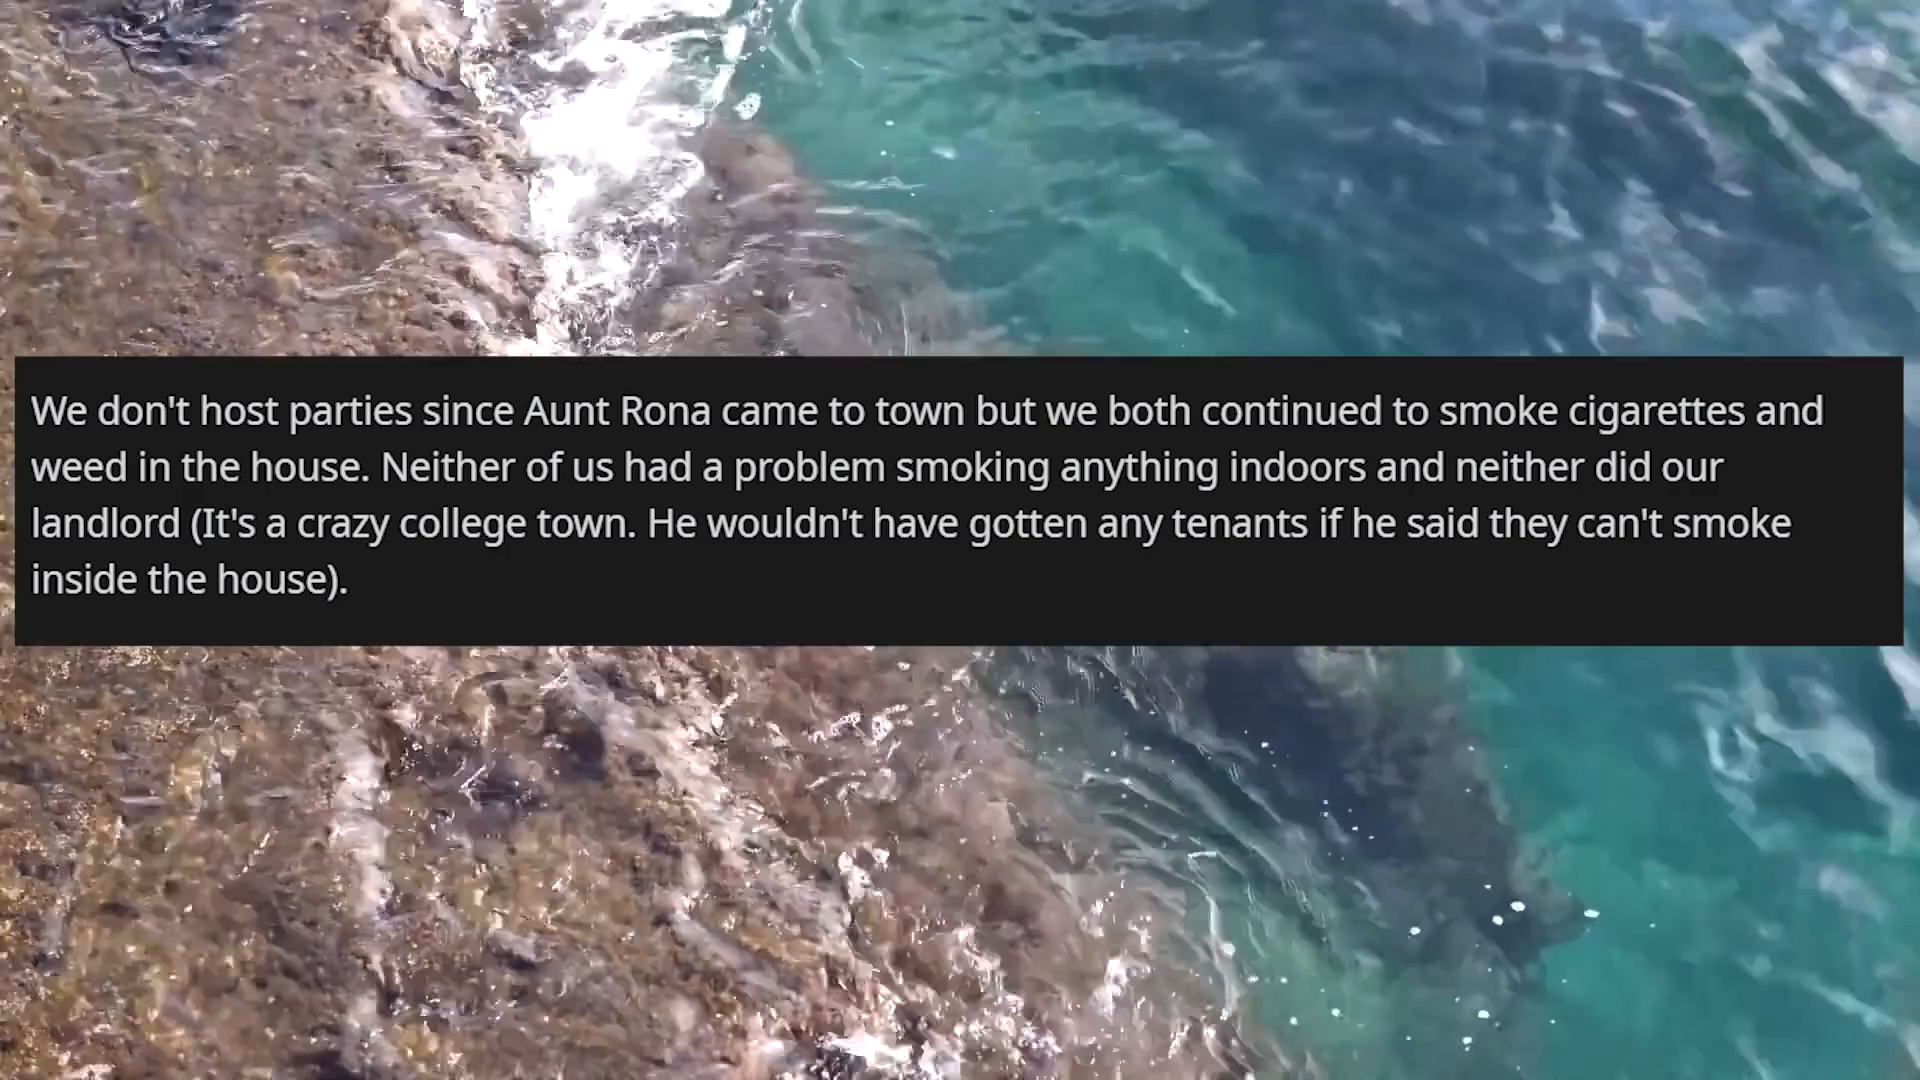 We don't host parties since Aunt Rona came to town but we both continued to smoke cigarettes and
weed in the house. Neither of us had a problem smoking anything indoors and neither did our
landlord (It's a crazy college town. He wouldn't have gotten any tenants if he said they can't smoke
inside the house).